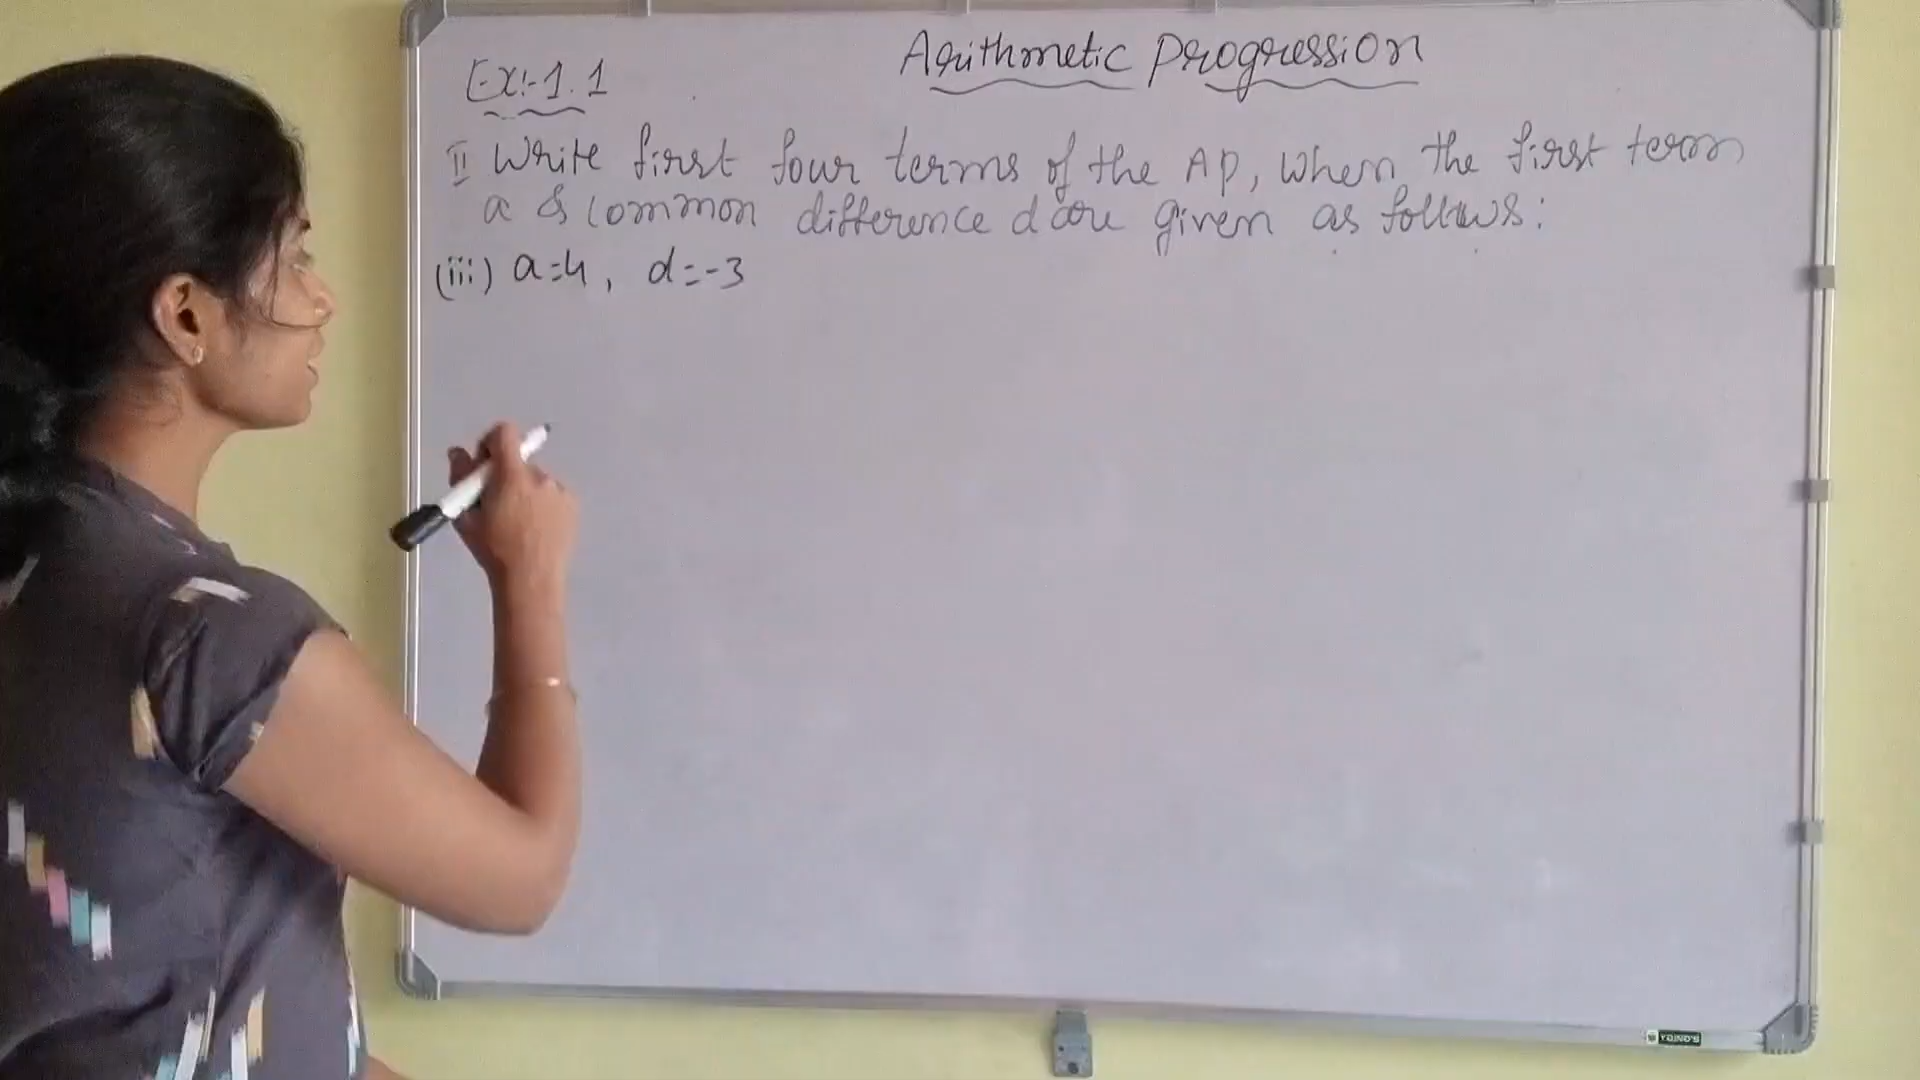 Arithmetic Progression
Ex:-1.1
II Write first four terms of the AP, when the first term
a & common difference d are given as follows:
(iii) a=4, d=-3